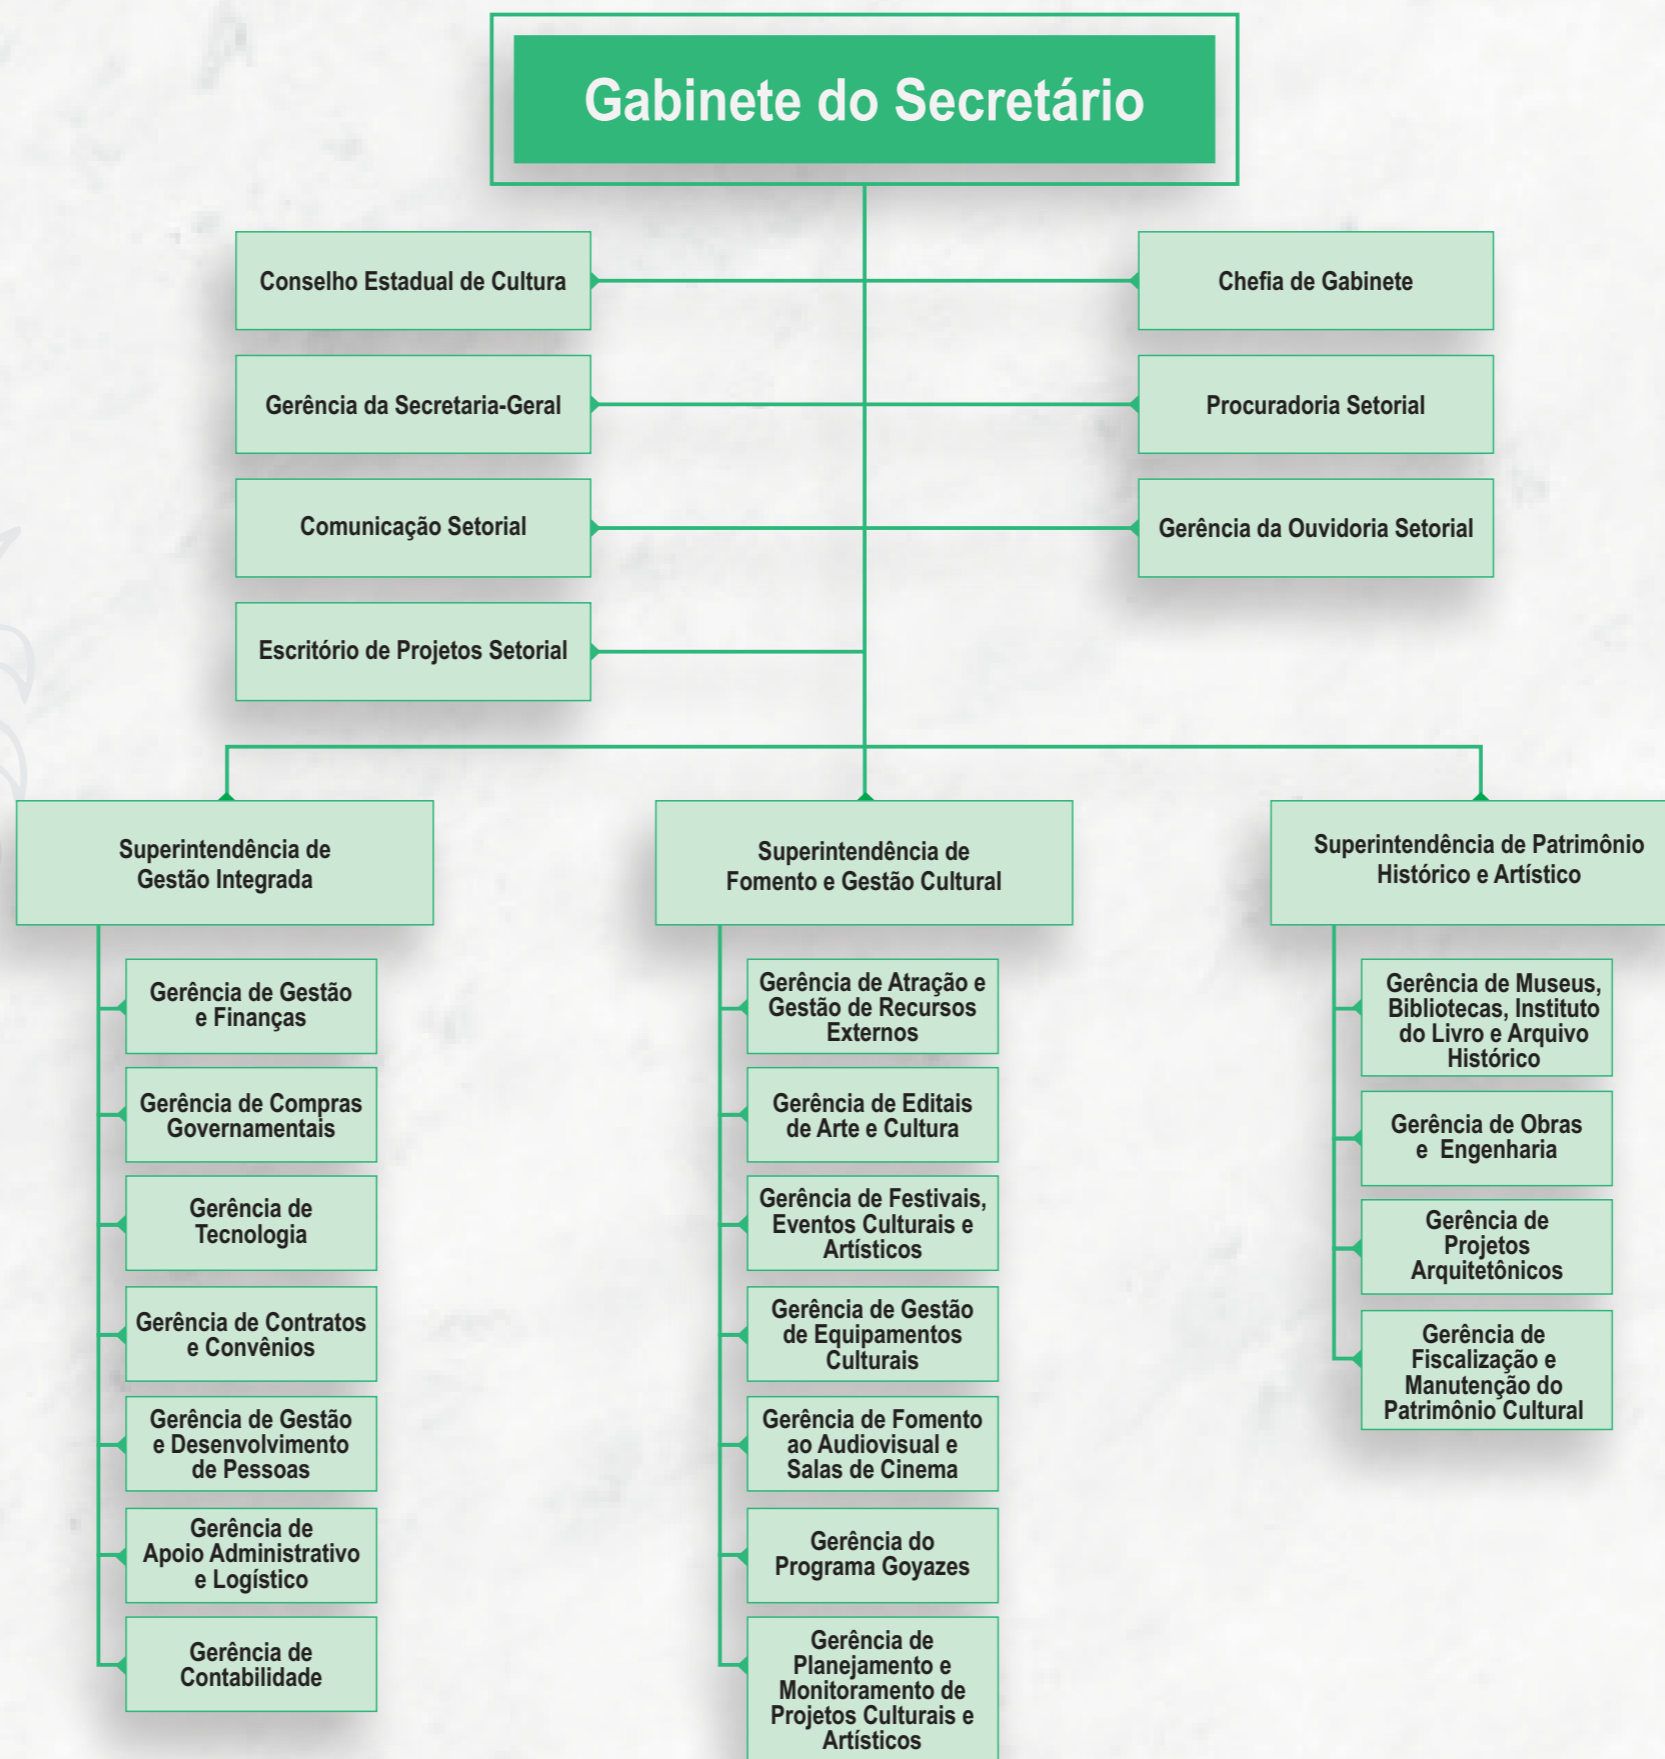 Gabinete do Secretário
Conselho Estadual de Cultura
Chefia de Gabinete
Gerência da Secretaria-Geral
Procuradoria Setorial
Comunicação Setorial
Gerência da Ouvidoria Setorial
Escritório de Projetos Setorial
Superintendência de
Gestão Integrada
Gerência de Gestão
e Finanças
Gerência de Compras
Governamentais
Gerência de
Tecnologia
Gerência de Contratos
e Convênios
Gerência de Gestão
e Desenvolvimento
de Pessoas
Gerência de
Apoio Administrativo
e Logístico
Gerência de
Contabilidade
Superintendência de
Fomento e Gestão Cultural
Gerência de Atração e
Gestão de Recursos
Externos
Gerência de Editais
de Arte e Cultura
Gerência de Festivais,
Eventos Culturais e
Artísticos
Gerência de Gestão
de Equipamentos
Culturais
Gerência de Fomento
ao Audiovisual e
Salas de Cinema
Gerência do
Programa Goyazes
Gerência de
Planejamento e
Monitoramento de
Projetos Culturais e
Artísticos
Superintendência de Patrimônio
Histórico e Artístico
Gerência de Museus,
Bibliotecas, Instituto
do Livro e Arquivo
Histórico
Gerência de Obras
e Engenharia
Gerência de
Projetos
Arquitetônicos
Gerência de
Fiscalização e
Manutenção do
Patrimônio Cultural